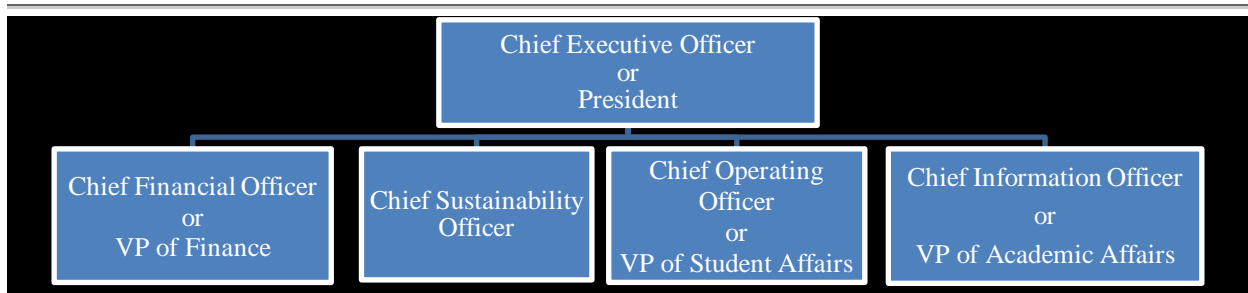 Chief Executive Officer
or
President
Chief Financial Officer
or
VP of Finance
Chief Sustainability
Officer
Chief Operating
Officer
or
VP of Student Affairs
Chief Information Officer
or
VP of Academic Affairs